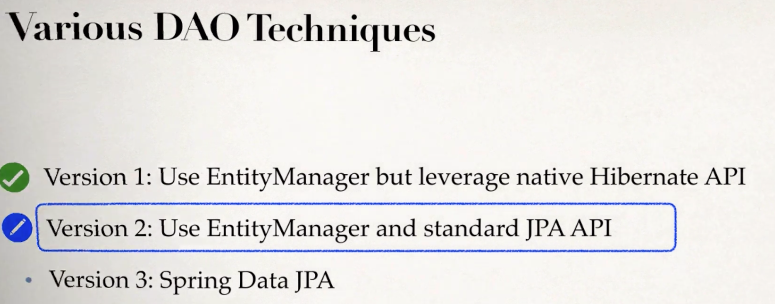 Various DAO Techniques
Version 1: Use EntityManager but leverage native Hibernate API
Version 2: Use EntityManager and standard JPA API
• Version 3: Spring Data JPA